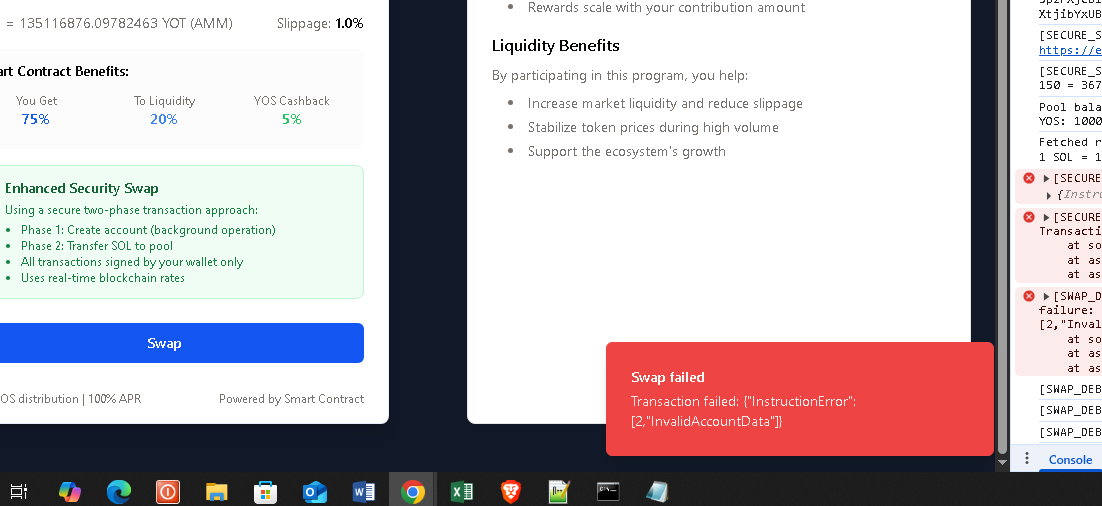 = 135116876.09782463 YOT (AMM)
Slippage: 1.0%
art Contract Benefits:
You Get
75%
To Liquidity
20%
YOS Cashback
5%
Enhanced Security Swap
Using a secure two-phase transaction approach:
• Phase 1: Create account (background operation)
• Phase 2: Transfer SOL to pool
• All transactions signed by your wallet only
• Uses real-time blockchain rates
Swap
OS distribution | 100% APR
Powered by Smart Contract
• Rewards scale with your contribution amount
Liquidity Benefits
By participating in this program, you help:
• Increase market liquidity and reduce slippage
• Stabilize token prices during high volume
• Support the ecosystem's growth
Swap failed
Transaction failed: {"InstructionError":
[2,"InvalidAccountData"]}
XtjibYxUB
[SECURE_S
https://e
[SECURE_S
150 = 367
Pool bala
YOS: 1000
Fetched r
1 SOL = 1
[SECURE
{Instru
[SECURE
Transacti
at so
at as
at as
[SWAP_D
failure:
[2,"Inval
at so
at as
at as
[SWAP_DEB
[SWAP_DEB
[SWAP_DEB
Console